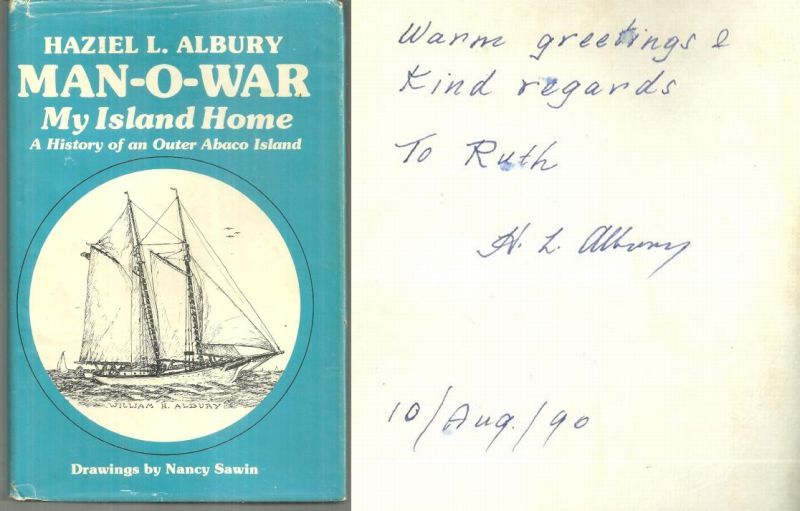 HAZIEL L. ALBURY
MAN-O-WAR
My Island Home
A History of an Outer Abaco Island
WILLIAM H. ALBURY
Drawings by Nancy Sawin
Warm greetings &
Kind regards
To Ruth
H. L. Albury
10/Aug./90